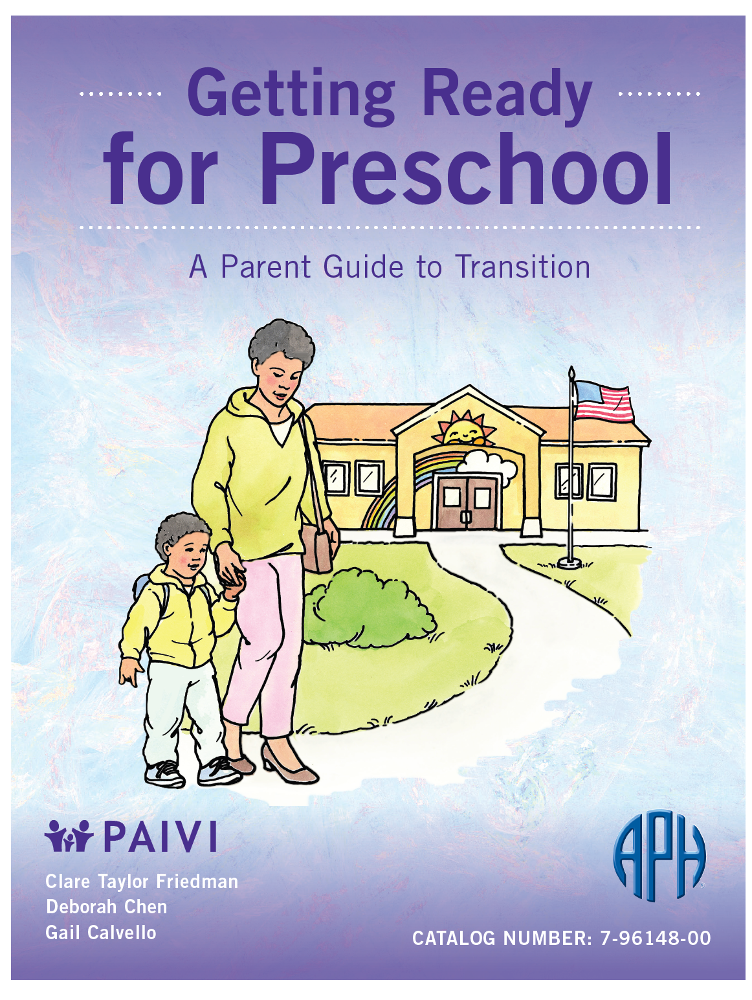 Getting Ready
for Preschool
A Parent Guide to Transition
PAIVI
Clare Taylor Friedman
Deborah Chen
Gail Calvello
APH
®
CATALOG NUMBER: 7-96148-00